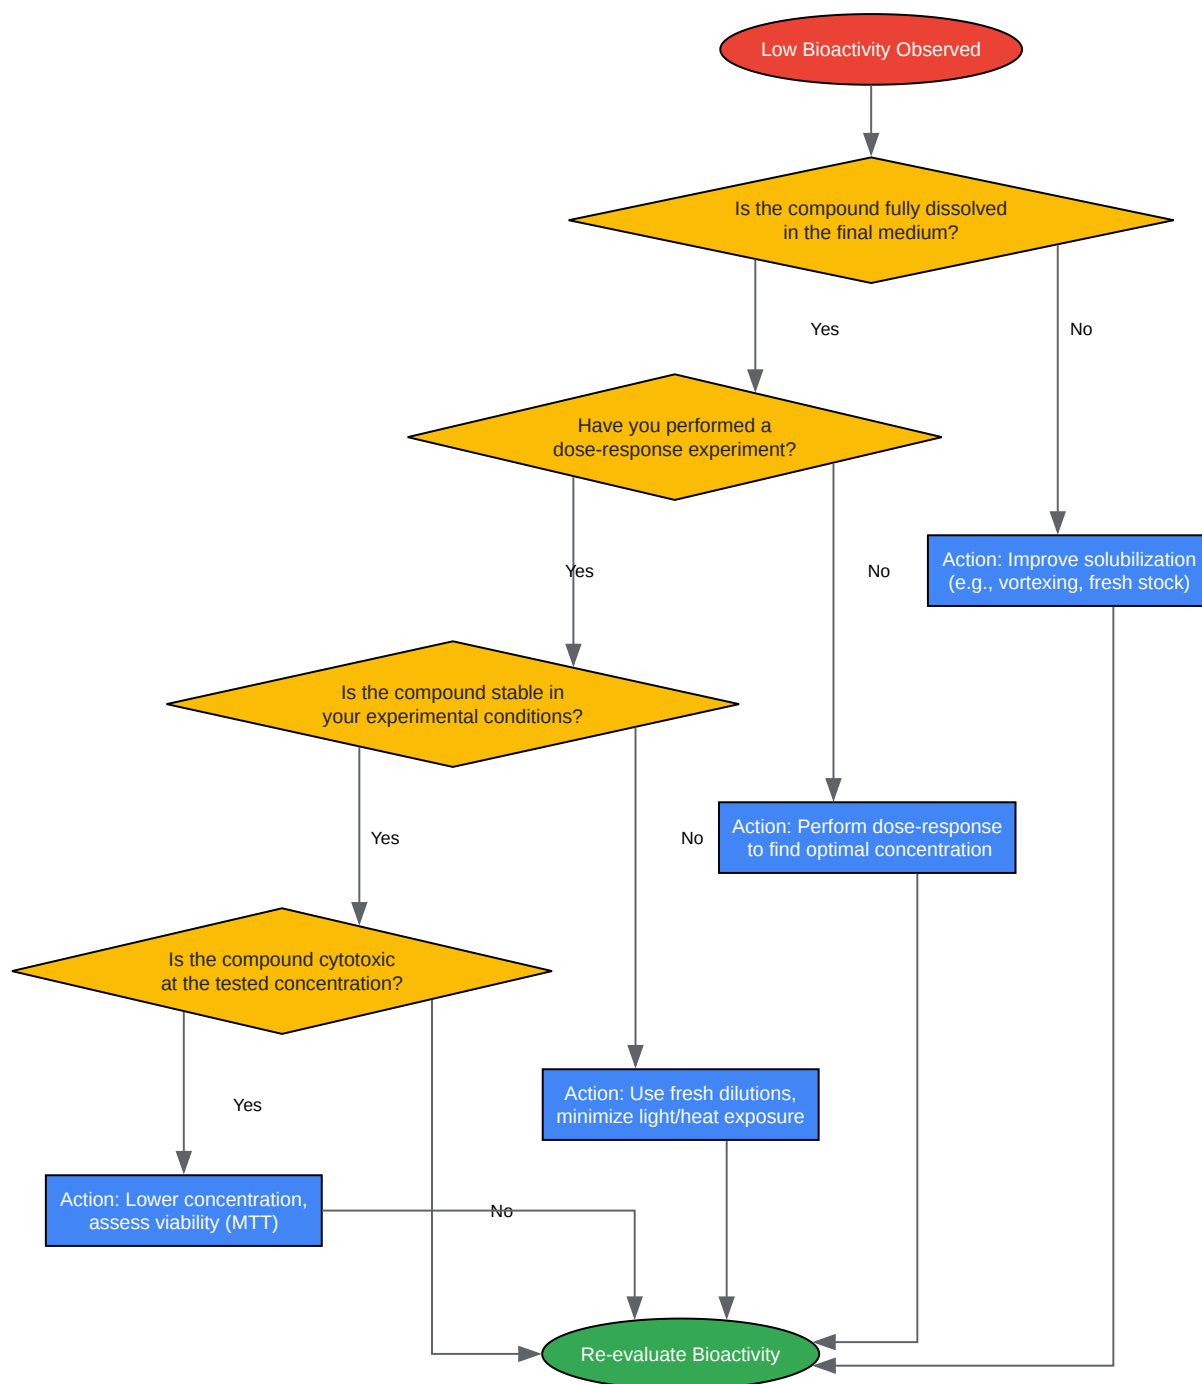 Low Bioactivity Observed
Is the compound fully dissolved
in the final medium?
Yes
No
Have you performed a
dose-response experiment?
Yes
No
Action: Improve solubilization
(e.g., vortexing, fresh stock)
Is the compound stable in
your experimental conditions?
Yes
No
Action: Perform dose-response
to find optimal concentration
Is the compound cytotoxic
at the tested concentration?
Yes
Action: Use fresh dilutions,
minimize light/heat exposure
Action: Lower concentration,
assess viability (MTT)
No
Re-evaluate Bioactivity